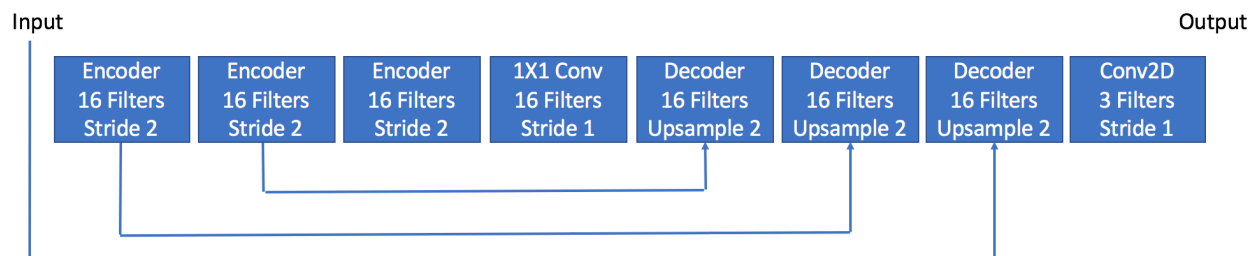 Input
Output
Encoder
16 Filters
Stride 2
Encoder
16 Filters
Stride 2
Encoder
16 Filters
Stride 2
1X1 Conv
16 Filters
Stride 1
Decoder
16 Filters
Upsample 2
Decoder
16 Filters
Upsample 2
Decoder
16 Filters
Upsample 2
Conv2D
3 Filters
Stride 1